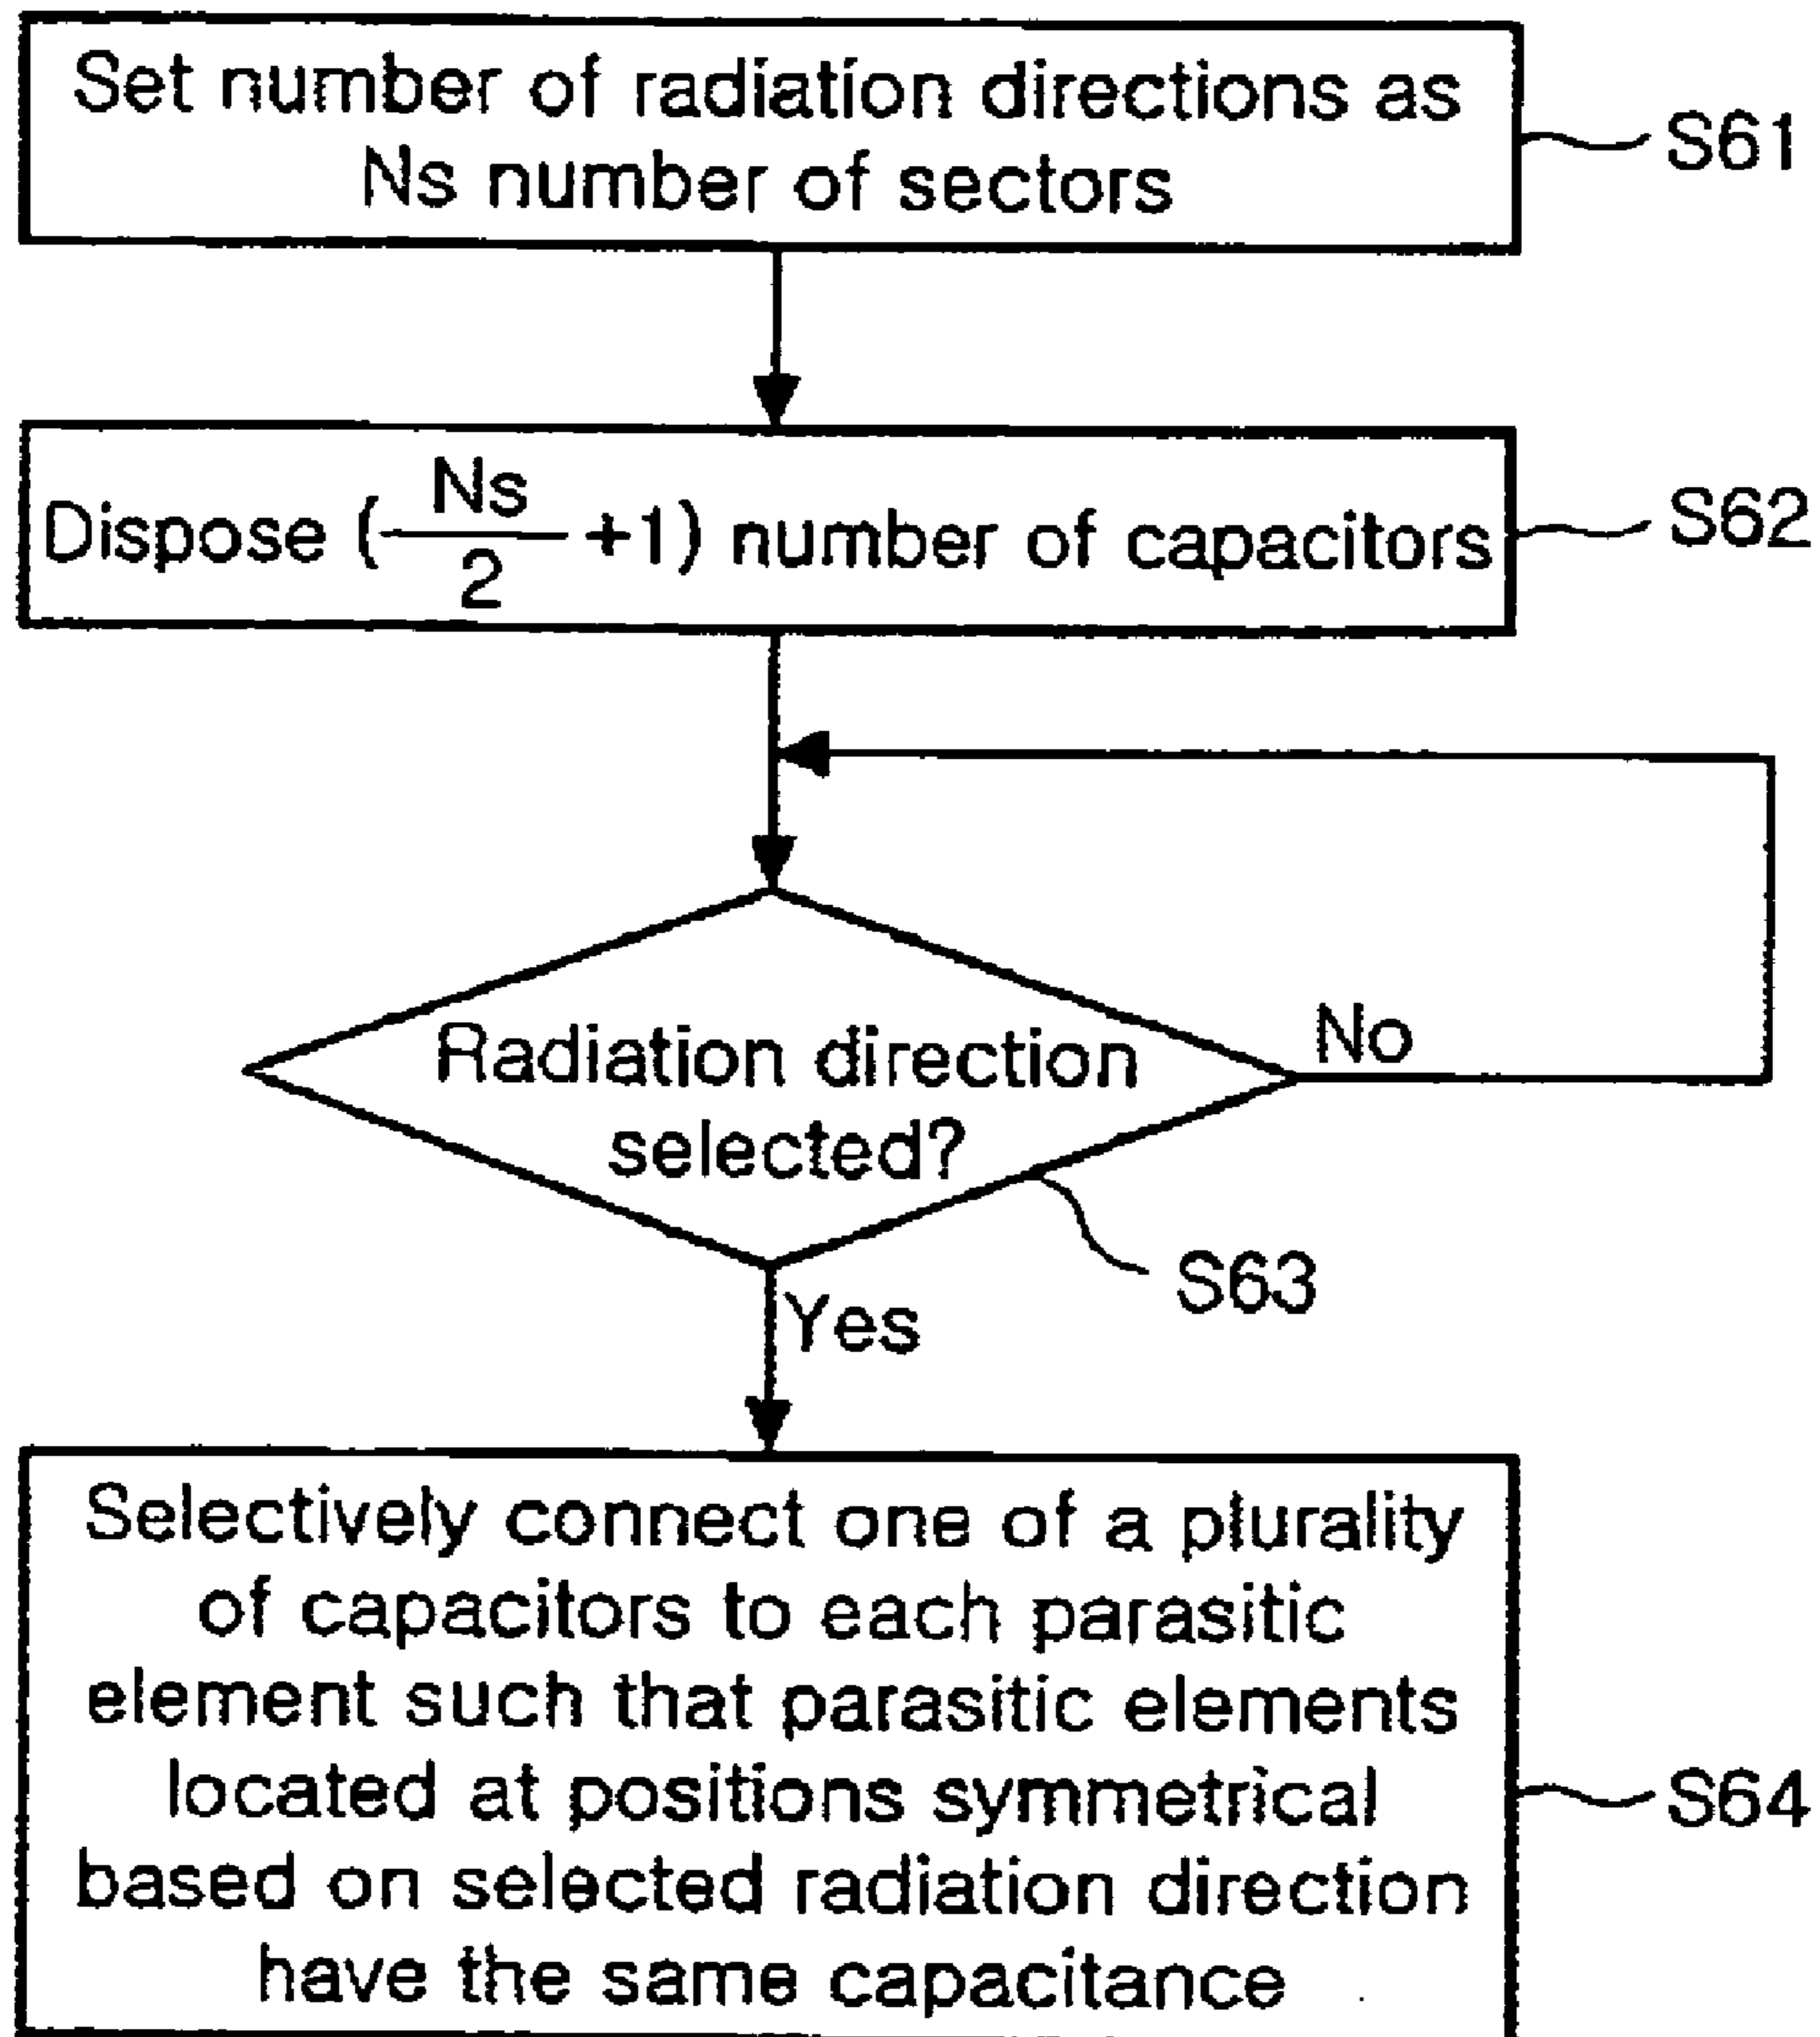 Set number of radiation directions as
Ns number of sectors
S61
Dispose (Ns/2 +1) number of capacitors
S62
Radiation direction
selected?
No
S63
Yes
Selectively connect one of a plurality
of capacitors to each parasitic
element such that parasitic elements
located at positions symmetrical
based on selected radiation direction
have the same capacitance
S64